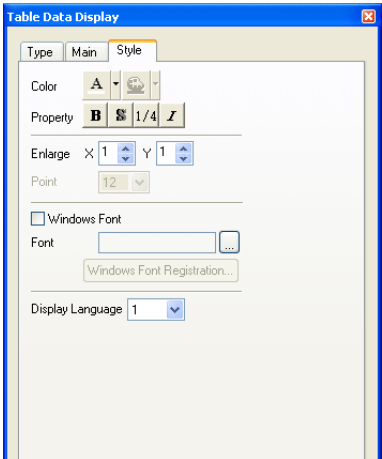 Table Data Display
Type Main Style
Color A
Property B S 1/4 I
Enlarge X 1 Y 1
Point 12
Windows Font
Font ...
Windows Font Registration...
Display Language 1